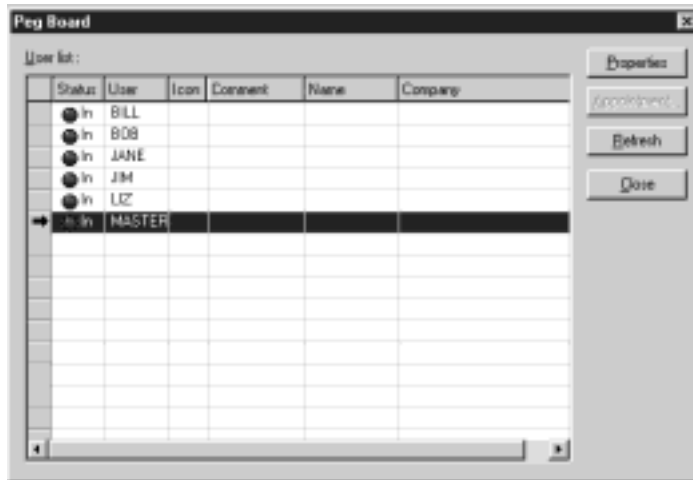 Peg Board
User list:
Properties
Status User Icon Comment Name Company
Appointment...
In BILL
In BOB
Refresh
In JANE
In JIM
Close
In LIZ
In MASTER